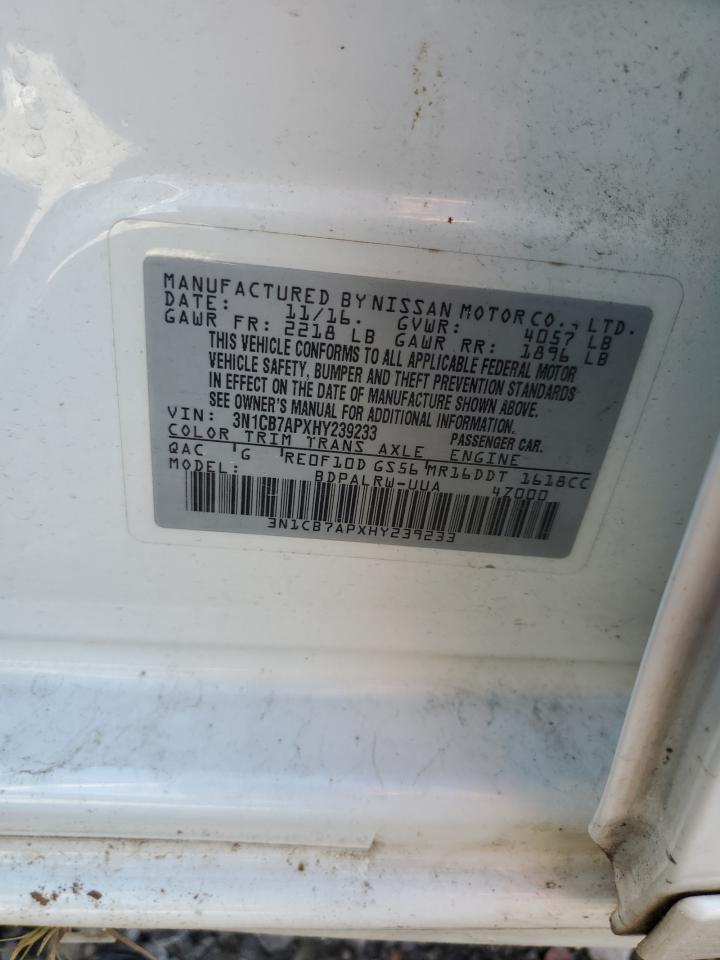 MANUFACTURED BY NISSAN MOTOR CO., LTD.
DATE: 11/16. GVWR: 4057 LB
GAWR FR: 2218 LB GAWR RR: 1896 LB
THIS VEHICLE CONFORMS TO ALL APPLICABLE FEDERAL MOTOR
VEHICLE SAFETY, BUMPER AND THEFT PREVENTION STANDARDS
IN EFFECT ON THE DATE OF MANUFACTURE SHOWN ABOVE.
SEE OWNER'S MANUAL FOR ADDITIONAL INFORMATION.
VIN: 3N1CB7APXHY239233 PASSENGER CAR.
COLOR TRIM TRANS AXLE ENGINE
QAC G RE0F10D GS56 MR16DDT 1618CC
MODEL: BDPALRW-UUA 47000
3N1CB7APXHY239233